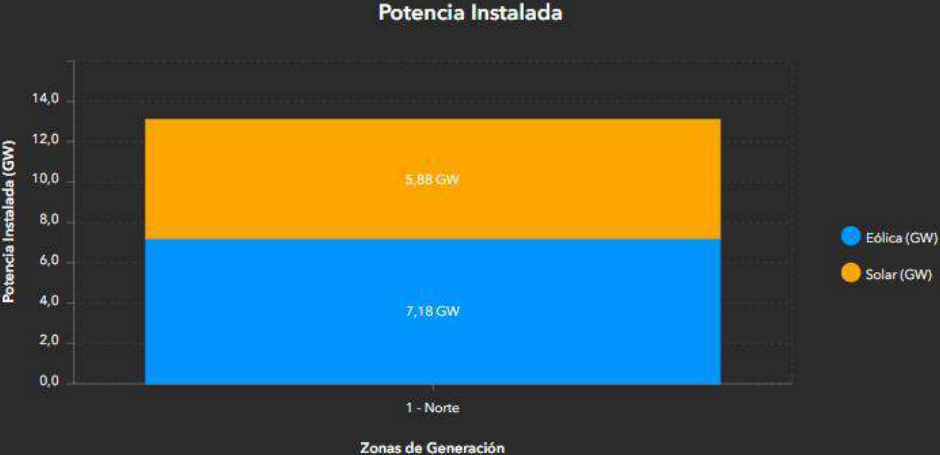 Potencia Instalada
Potencia Instalada (GW)
14,0
12,0
10,0
8,0
6,0
4,0
2,0
0,0
5,88 GW
7,18 GW
1 - Norte
Zonas de Generación
Eólica (GW)
Solar (GW)